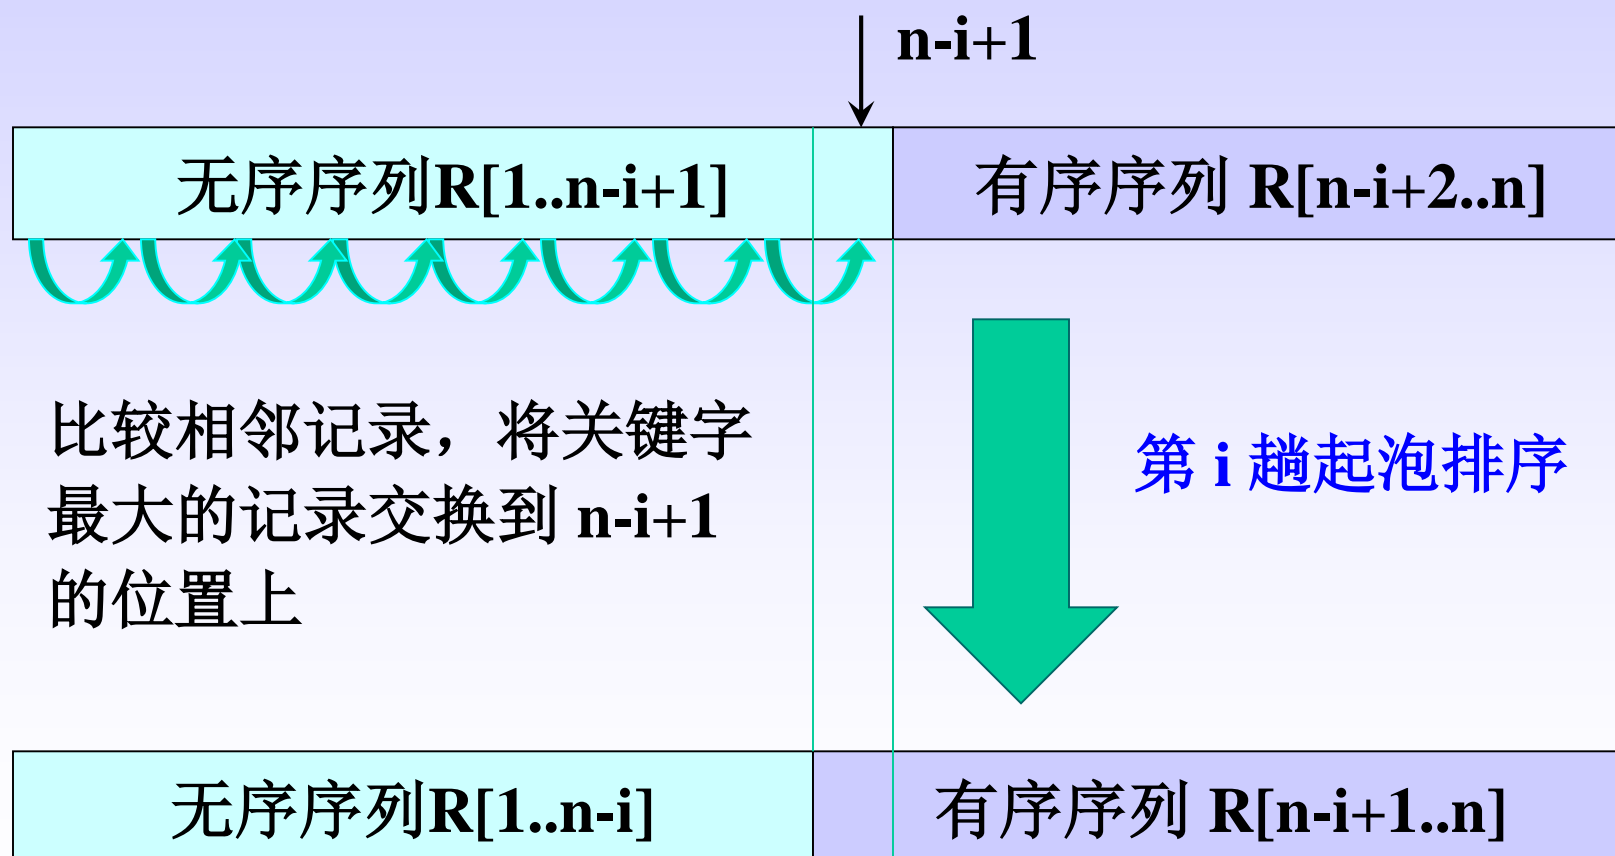 n-i+1
无序序列R[1..n-i+1]
有序序列 R[n-i+2..n]
比较相邻记录，将关键字
最大的记录交换到 n-i+1
的位置上
第 i 趟起泡排序
无序序列R[1..n-i]
有序序列 R[n-i+1..n]